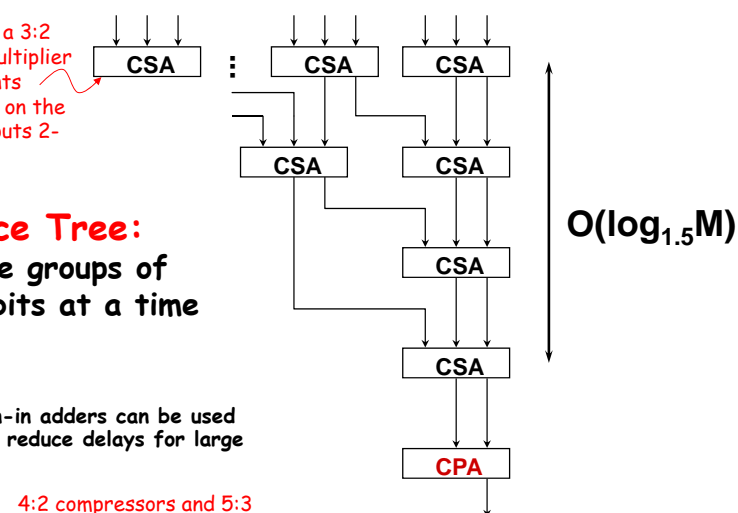 a 3:2
ultiplier
nts
on the
outs 2-
CSA ⋮ CSA CSA
CSA CSA
O(log1.5M)
ce Tree:
e groups of
bits at a time
CSA
CSA
n-in adders can be used
reduce delays for large
CPA
4:2 compressors and 5:3